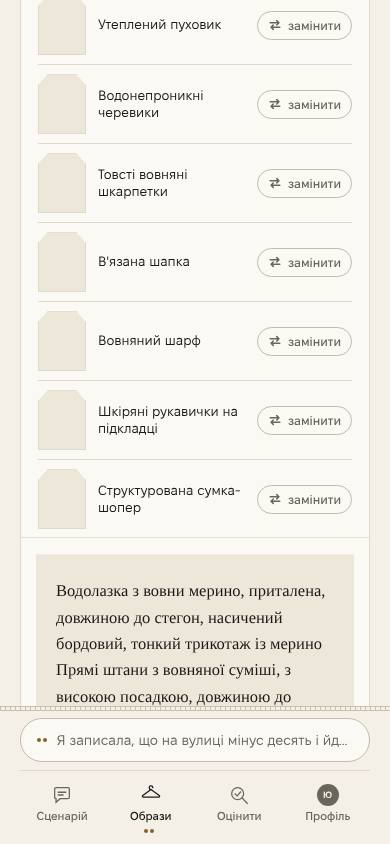 Утеплений пуховик
замінити
Водонепроникні
черевики
замінити
Товсті вовняні
шкарпетки
замінити
В'язана шапка
замінити
Вовняний шарф
замінити
Шкіряні рукавички на
підкладці
замінити
Структурована сумка-
шопер
замінити
Водолазка з вовни мерино, приталена,
довжиною до стегон, насичений
бордовий, тонкий трикотаж із мерино
Прямі штани з вовняної суміші, з
високою посадкою, довжиною до
Я записала, що на вулиці мінус десять і йд…
Ю
Сценарій
Образи
Оцінити
Профіль